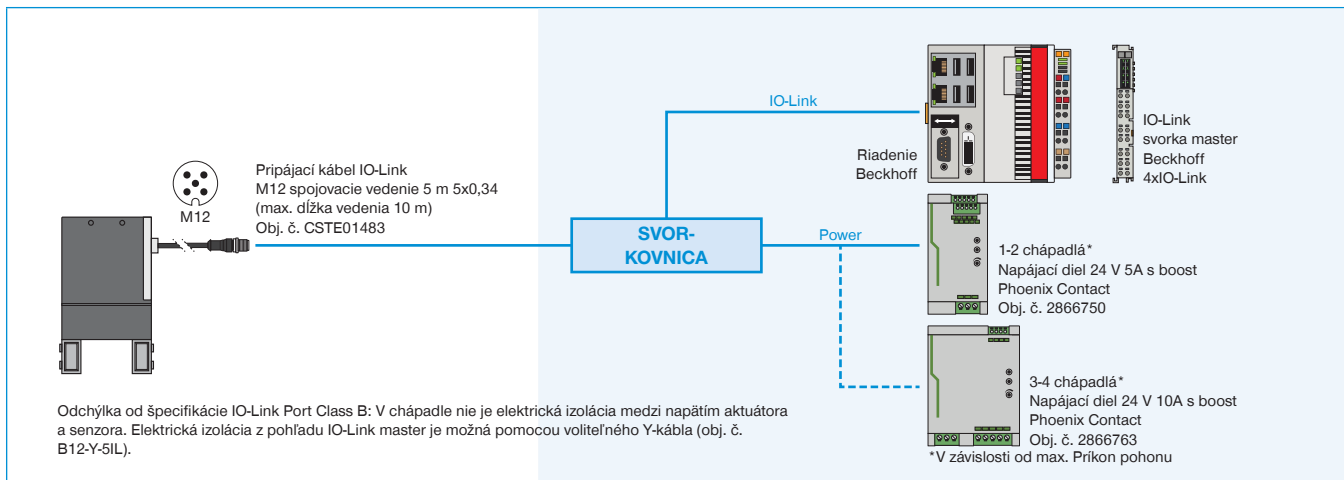 IO-Link
IO-Link
svorka master
Beckhoff
4xIO-Link
Riadenie
Beckhoff
Pripájací kábel IO-Link
M12 spojovacie vedenie 5 m 5x0,34
(max. dĺžka vedenia 10 m)
Obj. č. CSTE01483
M12
SVOR-
KOVNICA
Power
1-2 chápadlá*
Napájací diel 24 V 5A s boost
Phoenix Contact
Obj. č. 2866750
3-4 chápadlá*
Napájací diel 24 V 10A s boost
Phoenix Contact
Obj. č. 2866763
*V závislosti od max. Príkon pohonu
Odchýlka od špecifikácie IO-Link Port Class B: V chápadle nie je elektrická izolácia medzi napätím aktuátora
a senzora. Elektrická izolácia z pohľadu IO-Link master je možná pomocou voliteľného Y-kábla (obj. č.
B12-Y-5IL).